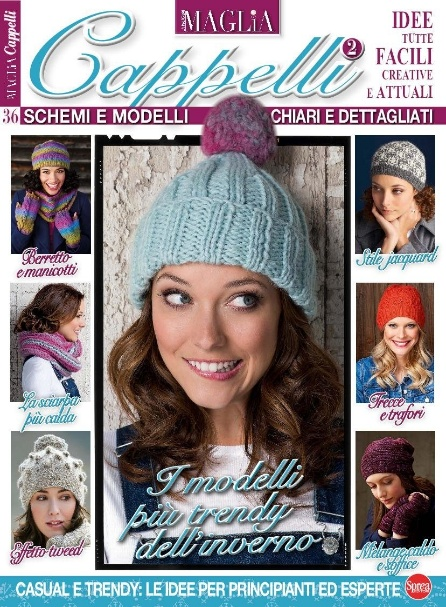 MAGLIA
Cappelli 2
IDEE
TUTTE
FACILI
CREATIVE
E ATTUALI
MAGLIA Cappelli
36 SCHEMI E MODELLI CHIARI E DETTAGLIATI
Berretto
e manicotti
Stile jacquard
La sciarpa
più calda
Trecce
e trafori
Effetto tweed
Melange caldo
e soffice
I modelli
più trendy
dell'inverno
CASUAL E TRENDY: LE IDEE PER PRINCIPIANTI ED ESPERTE
Sprea